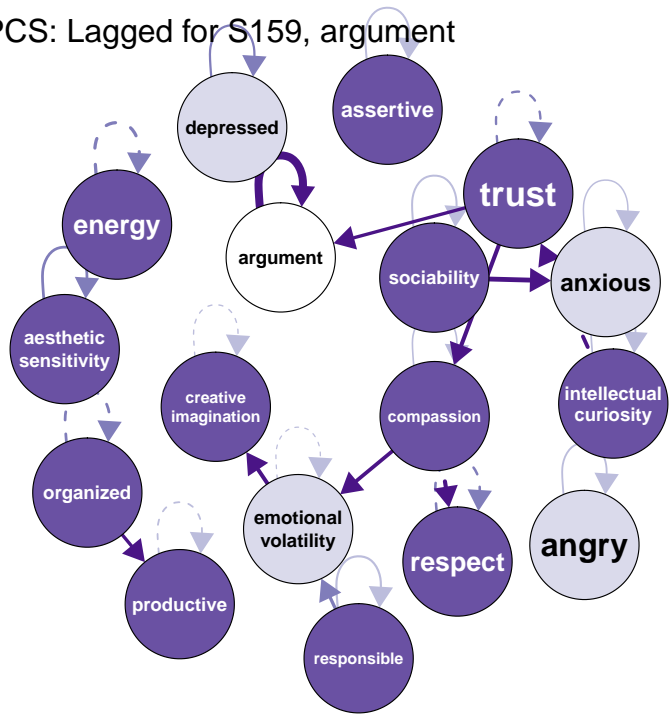 PCS: Lagged for S159, argument
depressed
assertive
energy
trust
argument
sociability
anxious
aesthetic
sensitivity
creative
imagination
compassion
intellectual
curiosity
organized
emotional
volatility
respect
angry
productive
responsible